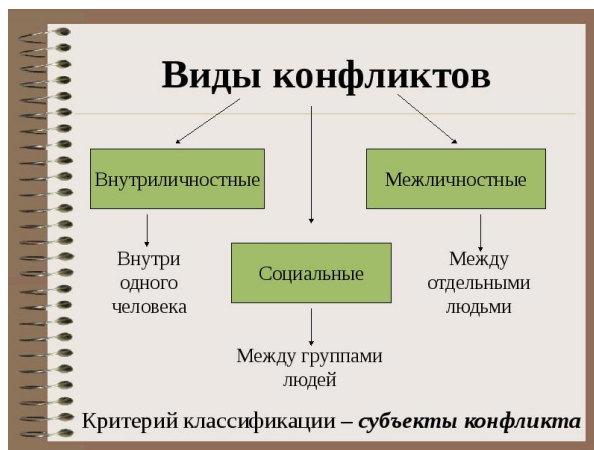 Виды конфликтов
Внутриличностные
Межличностные
Социальные
Внутри
одного
человека
Между
отдельными
людьми
Между группами
людей
Критерий классификации – субъекты конфликта